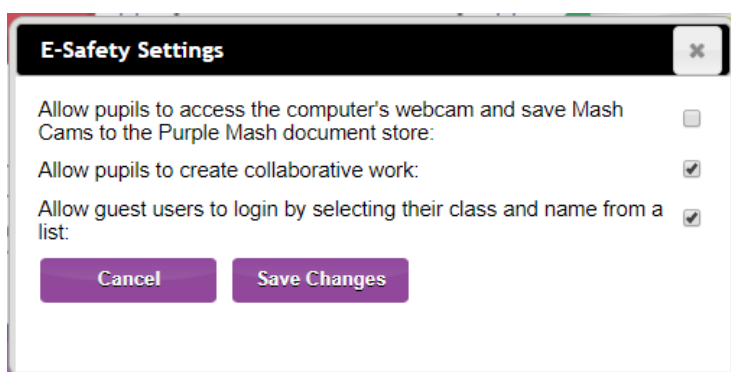 E-Safety Settings
Allow pupils to access the computer's webcam and save Mash
Cams to the Purple Mash document store:
Allow pupils to create collaborative work:
Allow guest users to login by selecting their class and name from a
list:
Cancel Save Changes